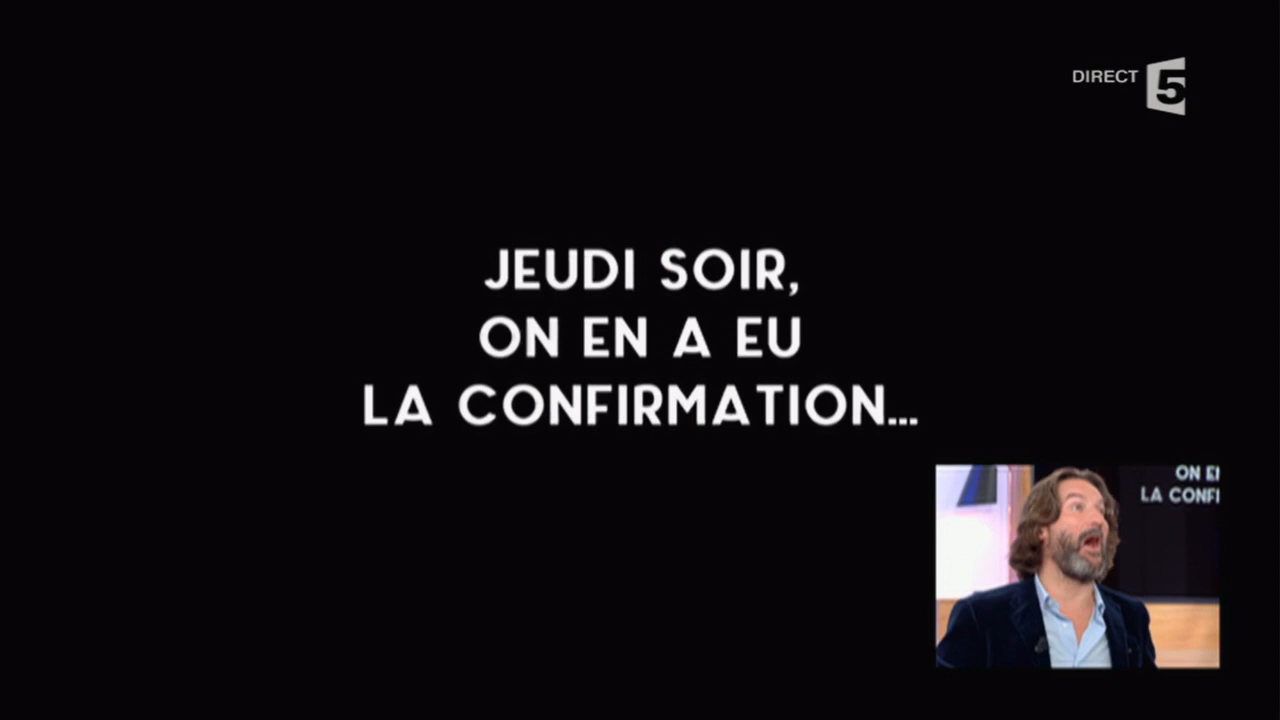 DIRECT 5
JEUDI SOIR,
ON EN A EU
LA CONFIRMATION...
ON EN
LA CONFI